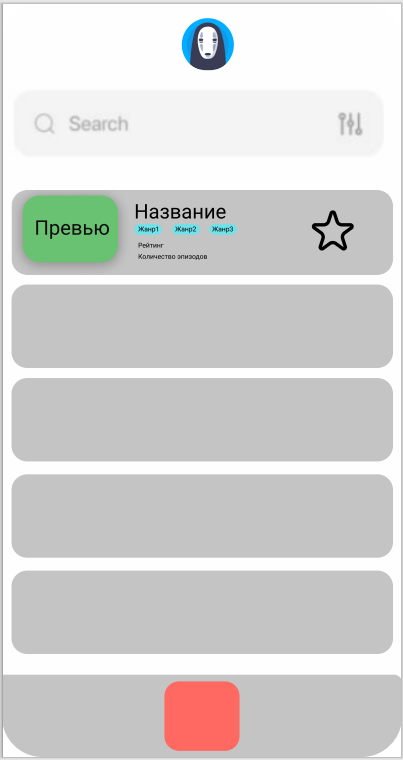 Search
Превью
Название
Жанр1 Жанр2 Жанр3
Рейтинг
Количество эпизодов